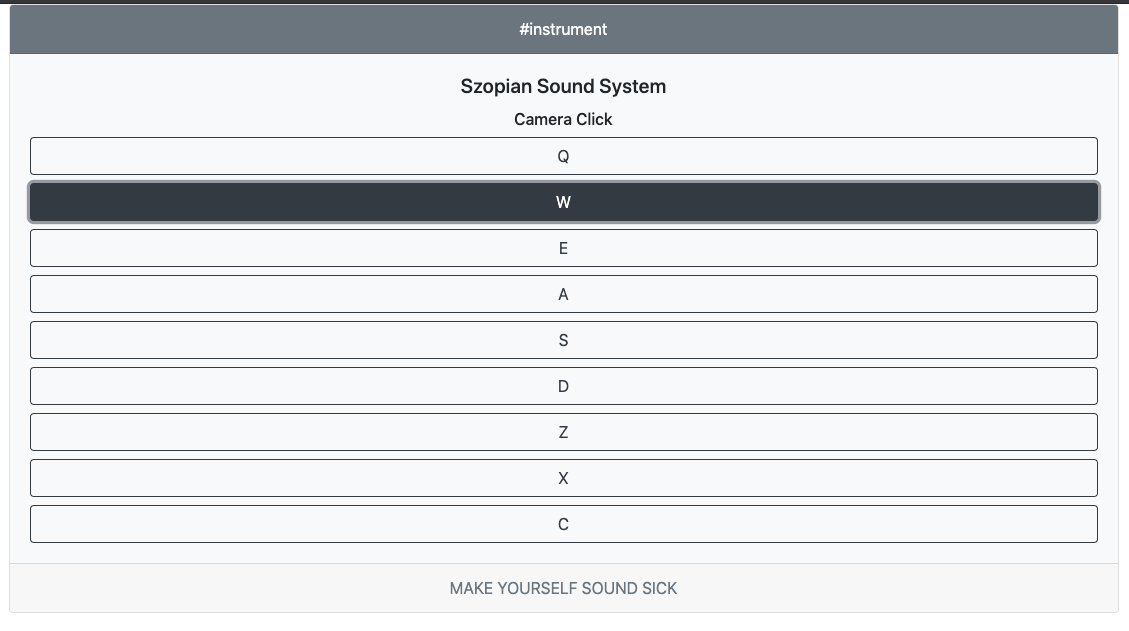 #instrument
Szopian Sound System
Camera Click
Q
W
E
A
S
D
Z
X
C
MAKE YOURSELF SOUND SICK